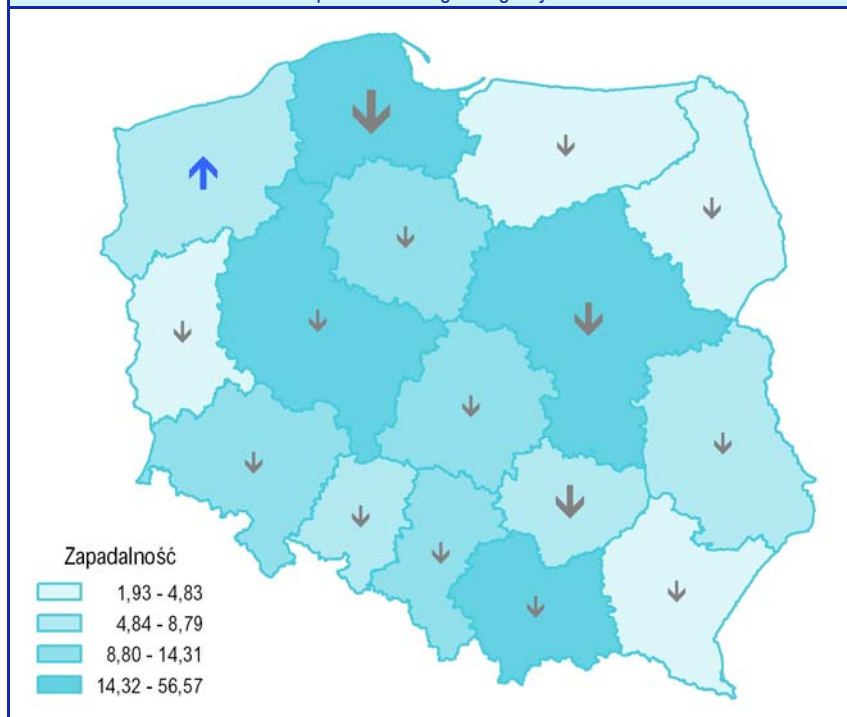 Zapadalność
1,93 - 4,83
4,84 - 8,79
8,80 - 14,31
14,32 - 56,57